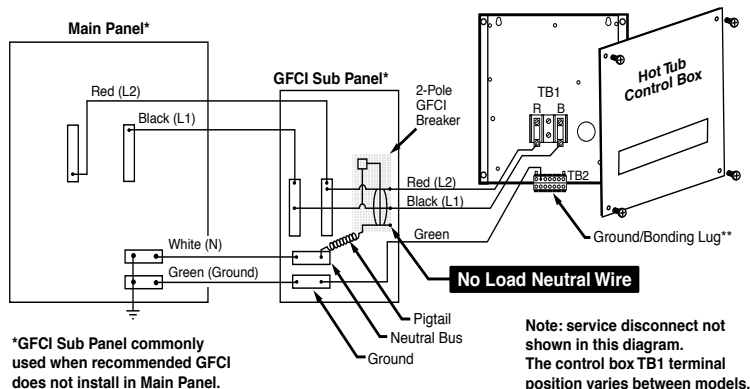 Main Panel*
Red (L2)
Black (L1)
White (N)
Green (Ground)
GFCI Sub Panel*
2-Pole
GFCI
Breaker
Red (L2)
Black (L1)
Green
No Load Neutral Wire
Pigtail
Neutral Bus
Ground
TB1
R B
TB2
Hot Tub
Control Box
Ground/Bonding Lug**
*GFCI Sub Panel commonly
used when recommended GFCI
does not install in Main Panel.
Note: service disconnect not
shown in this diagram.
The control box TB1 terminal
position varies between models.